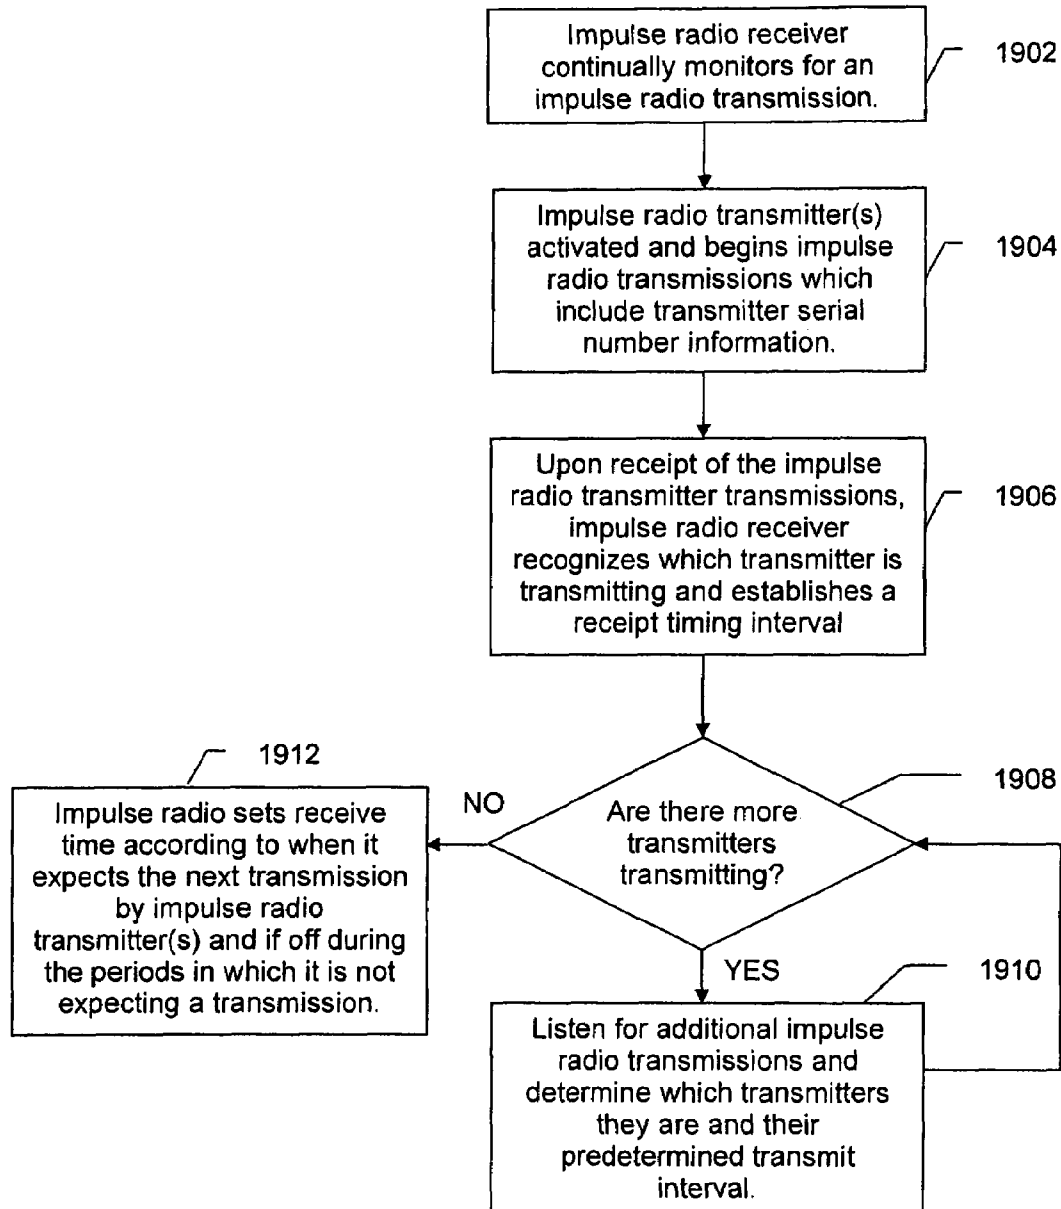 Impulse radio receiver
continually monitors for an
impulse radio transmission.
1902
Impulse radio transmitter(s)
activated and begins impulse
radio transmissions which
include transmitter serial
number information.
1904
Upon receipt of the impulse
radio transmitter transmissions,
impulse radio receiver
recognizes which transmitter is
transmitting and establishes a
receipt timing interval
1906
Are there more
transmitters
transmitting?
1908
NO
YES
1912
Impulse radio sets receive
time according to when it
expects the next transmission
by impulse radio
transmitter(s) and if off during
the periods in which it is not
expecting a transmission.
1910
Listen for additional impulse
radio transmissions and
determine which transmitters
they are and their
predetermined transmit
interval.